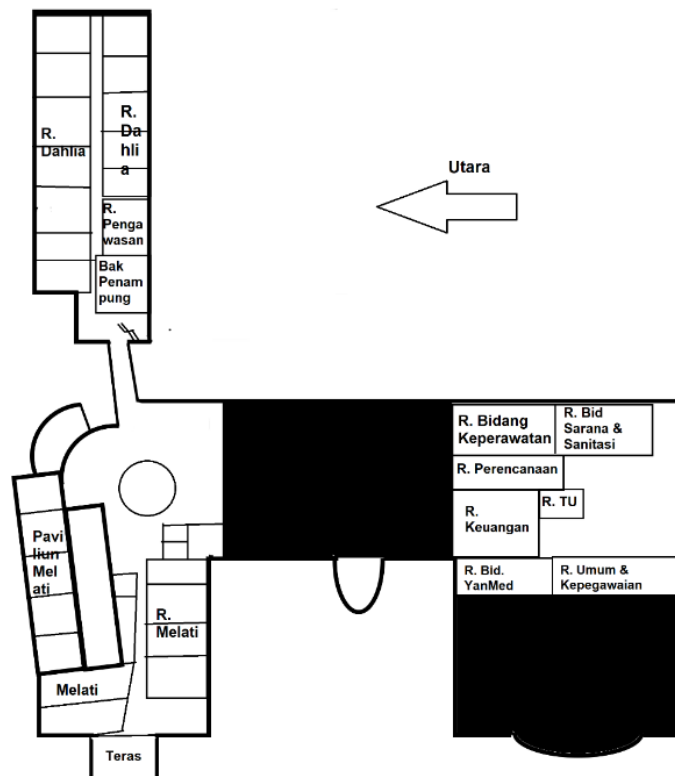 R.
Dahlia
R.
Da
hli
a
R.
Penga
wasan
Bak
Penam
pung
Utara
R. Bidang
Keperawatan
R. Bid
Sarana &
Sanitasi
R. Perencanaan
R.
Keuangan
R. TU
R. Bid.
YanMed
R. Umum &
Kepegawaian
Pavi
liun
Mel
ati
R.
Melati
Melati
Teras